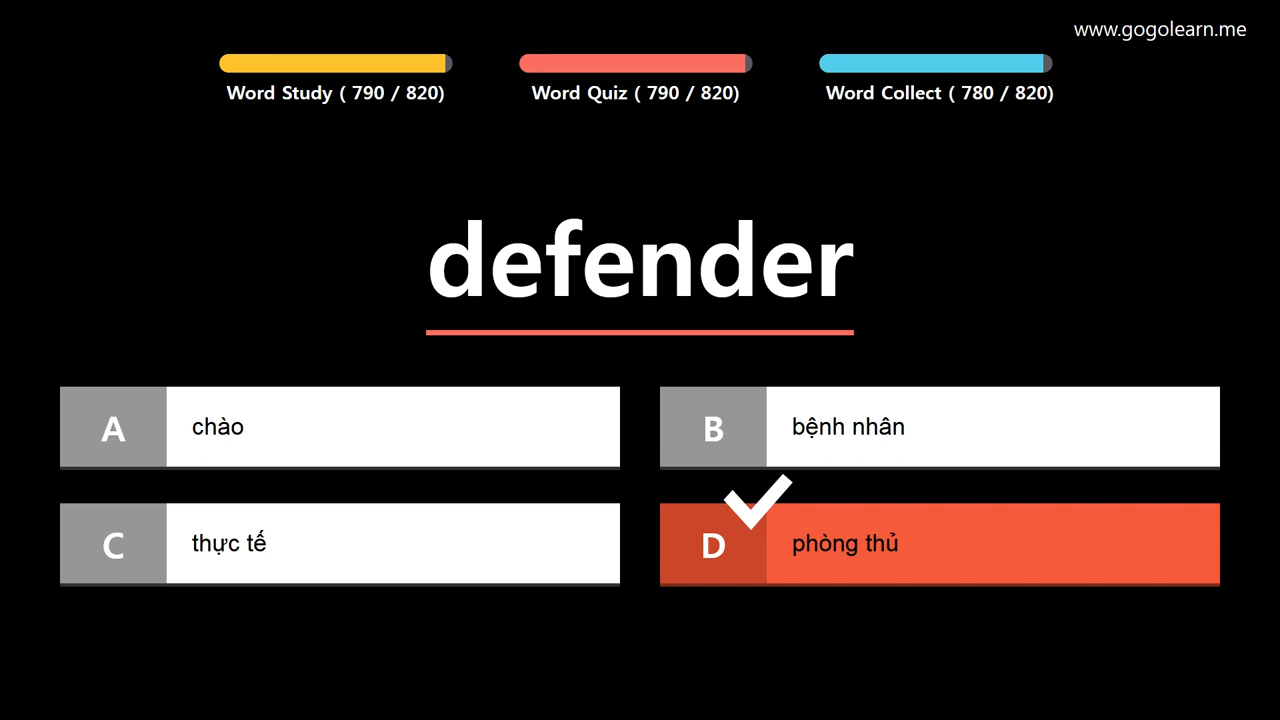 www.gogolearn.me
Word Study ( 790 / 820)
Word Quiz ( 790 / 820)
Word Collect ( 780 / 820)
defender
A chào
B bệnh nhân
C thực tế
D phòng thủ